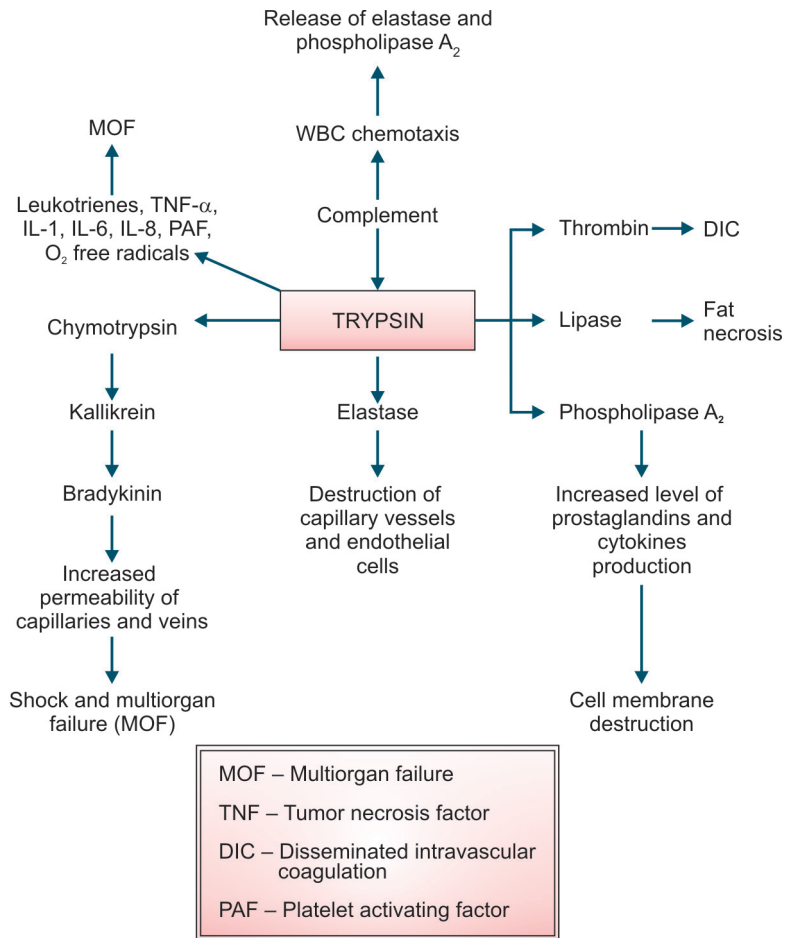 Release of elastase and
phospholipase A₂
MOF
WBC chemotaxis
Leukotrienes, TNF-α,
IL-1, IL-6, IL-8, PAF,
O₂ free radicals
Complement
Thrombin
DIC
Chymotrypsin
TRYPSIN
Lipase
Fat
necrosis
Kallikrein
Elastase
Phospholipase A₂
Bradykinin
Destruction of
capillary vessels
and endothelial
cells
Increased level of
prostaglandins and
cytokines
production
Increased
permeability of
capillaries and veins
Shock and multiorgan
failure (MOF)
Cell membrane
destruction
MOF – Multiorgan failure
TNF – Tumor necrosis factor
DIC – Disseminated intravascular
coagulation
PAF – Platelet activating factor